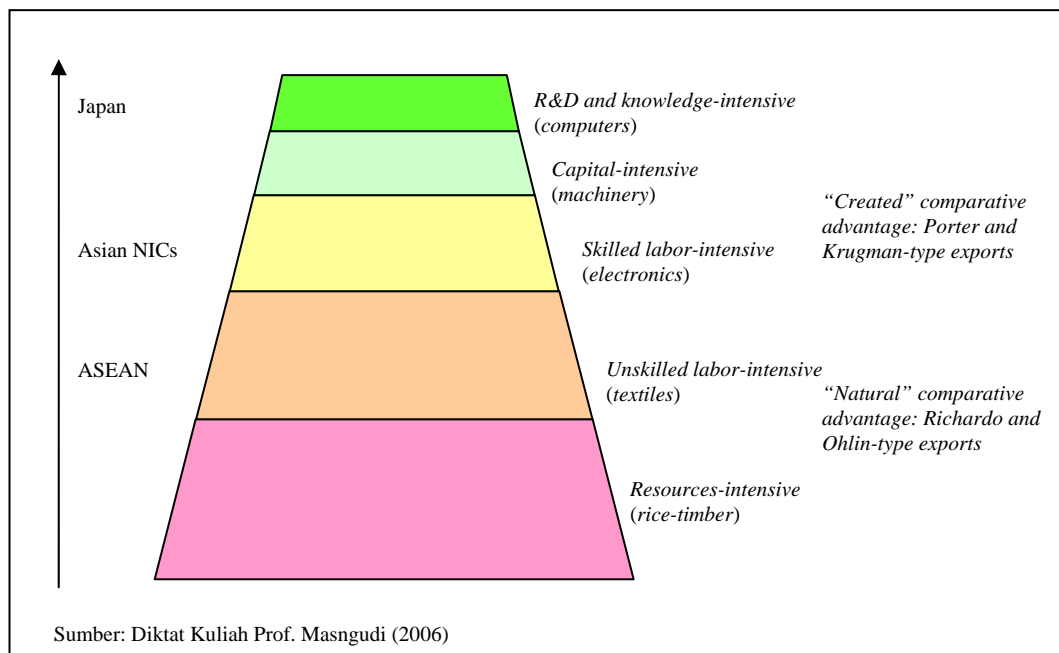 Japan
R&D and knowledge-intensive
(computers)
Capital-intensive
(machinery)
“Created” comparative
advantage: Porter and
Krugman-type exports
Asian NICs
Skilled labor-intensive
(electronics)
ASEAN
Unskilled labor-intensive
(textiles)
“Natural” comparative
advantage: Richardo and
Ohlin-type exports
Resources-intensive
(rice-timber)
Sumber: Diktat Kuliah Prof. Masngudi (2006)